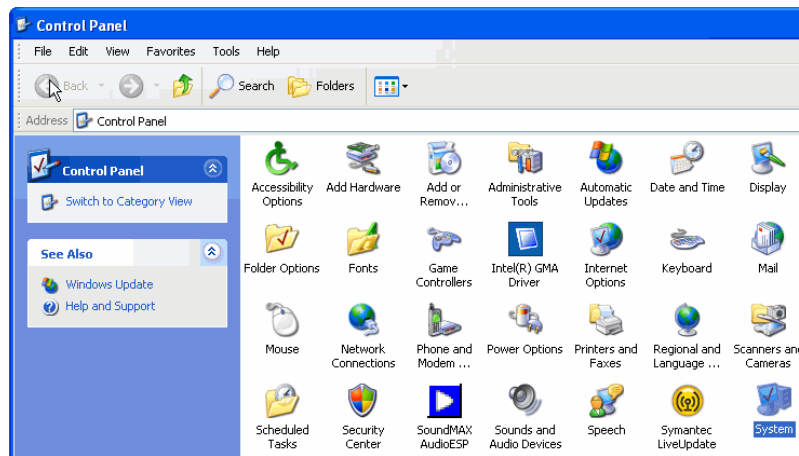 Control Panel
File Edit View Favorites Tools Help
Back Search Folders
Address Control Panel
Control Panel
Switch to Category View
See Also
Windows Update
Help and Support
Accessibility Options
Add Hardware
Add or Remov...
Administrative Tools
Automatic Updates
Date and Time
Display
Folder Options
Fonts
Game Controllers
Intel(R) GMA Driver
Internet Options
Keyboard
Mail
Mouse
Network Connections
Phone and Modem ...
Power Options
Printers and Faxes
Regional and Language ...
Scanners and Cameras
Scheduled Tasks
Security Center
SoundMAX AudioESP
Sounds and Audio Devices
Speech
Symantec LiveUpdate
System